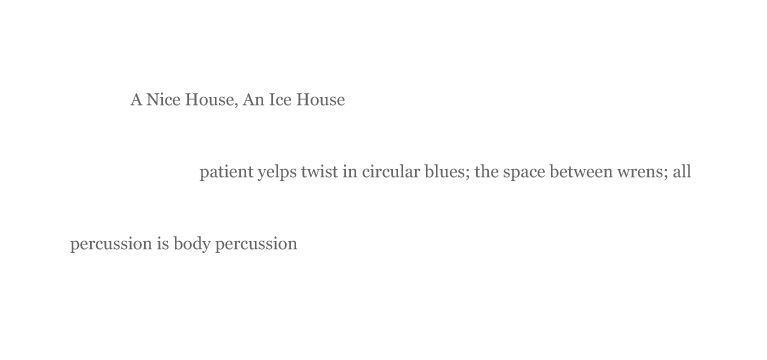 A Nice House, An Ice House
patient yelps twist in circular blues; the space between wrens; all
percussion is body percussion